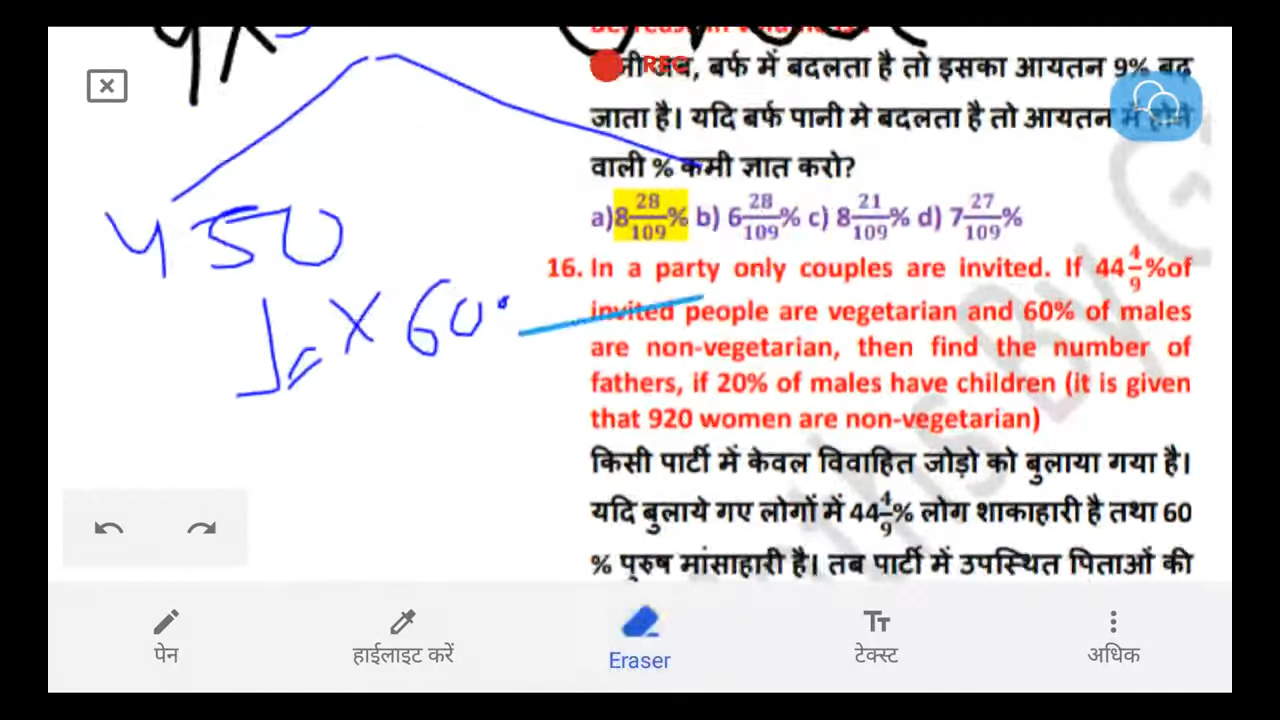 REC
बर्फ में बदलता है तो इसका आयतन 9% बढ़
जाता है। यदि बर्फ पानी मे बदलता है तो आयतन में होने
वाली % कमी ज्ञात करो?
a)8 28/109% b) 6 28/109% c) 8 21/109% d) 7 27/109%
450
× 60
16. In a party only couples are invited. If 44 4/9 %of
invited people are vegetarian and 60% of males
are non-vegetarian, then find the number of
fathers, if 20% of males have children (it is given
that 920 women are non-vegetarian)
किसी पार्टी में केवल विवाहित जोड़ो को बुलाया गया है।
यदि बुलाये गए लोगों में 44 4/9% लोग शाकाहारी है तथा 60
% पुरुष मांसाहारी है। तब पार्टी में उपस्थित पिताओं की
पेन
हाईलाइट करें
Eraser
टेक्स्ट
अधिक